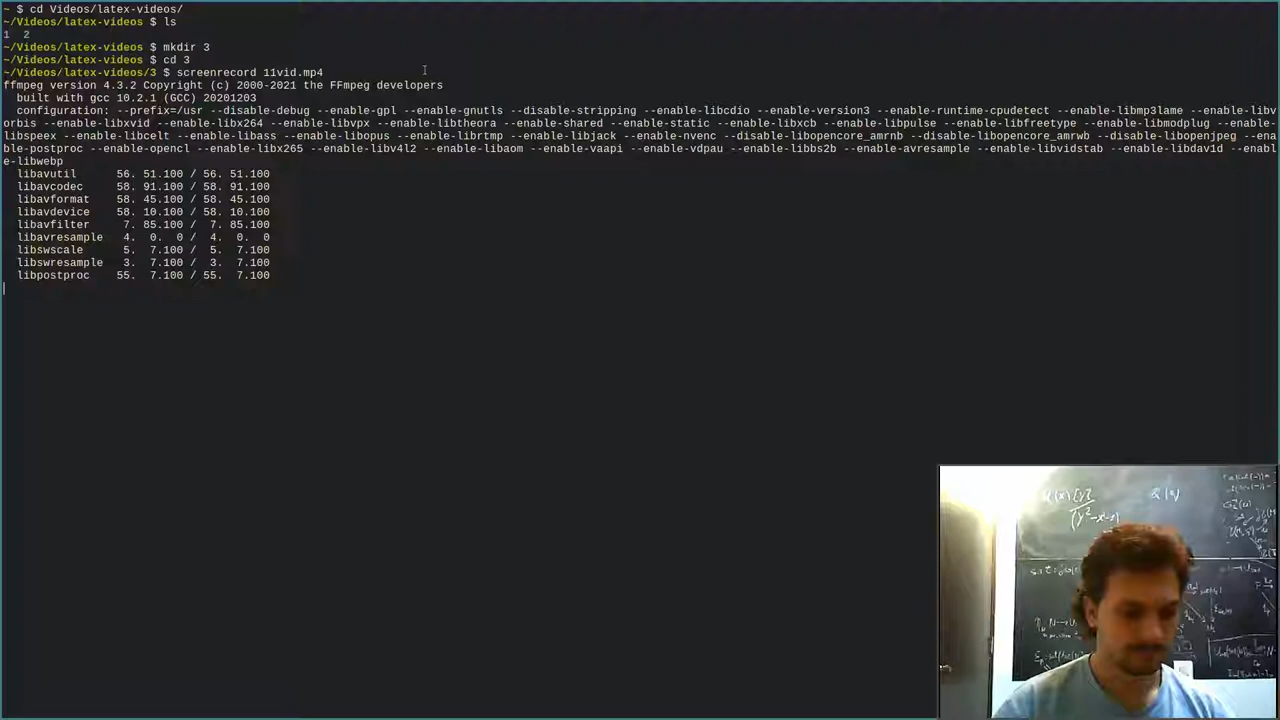 ~ $ cd Videos/latex-videos/
~/Videos/latex-videos $ ls
1  2
~/Videos/latex-videos $ mkdir 3
~/Videos/latex-videos $ cd 3
~/Videos/latex-videos/3 $ screenrecord 11vid.mp4
ffmpeg version 4.3.2 Copyright (c) 2000-2021 the FFmpeg developers
  built with gcc 10.2.1 (GCC) 20201203
  configuration: --prefix=/usr --disable-debug --enable-gpl --enable-gnutls --disable-stripping --enable-libcdio --enable-version3 --enable-runtime-cpudetect --enable-libmp3lame --enable-libv
orbis --enable-libxvid --enable-libx264 --enable-libvpx --enable-libtheora --enable-shared --enable-static --enable-libxcb --enable-libpulse --enable-libfreetype --enable-libmodplug --enable-
libspeex --enable-libcelt --enable-libass --enable-libopus --enable-librtmp --enable-libjack --enable-nvenc --disable-libopencore_amrnb --disable-libopencore_amrwb --disable-libopenjpeg --ena
ble-postproc --enable-opencl --enable-libx265 --enable-libv4l2 --enable-libaom --enable-vaapi --enable-vdpau --enable-libbs2b --enable-avresample --enable-libvidstab --enable-libdav1d --enabl
e-libwebp
  libavutil      56. 51.100 / 56. 51.100
  libavcodec     58. 91.100 / 58. 91.100
  libavformat    58. 45.100 / 58. 45.100
  libavdevice    58. 10.100 / 58. 10.100
  libavfilter     7. 85.100 /  7. 85.100
  libavresample   4.  0.  0 /  4.  0.  0
  libswscale      5.  7.100 /  5.  7.100
  libswresample   3.  7.100 /  3.  7.100
  libpostproc    55.  7.100 / 55.  7.100